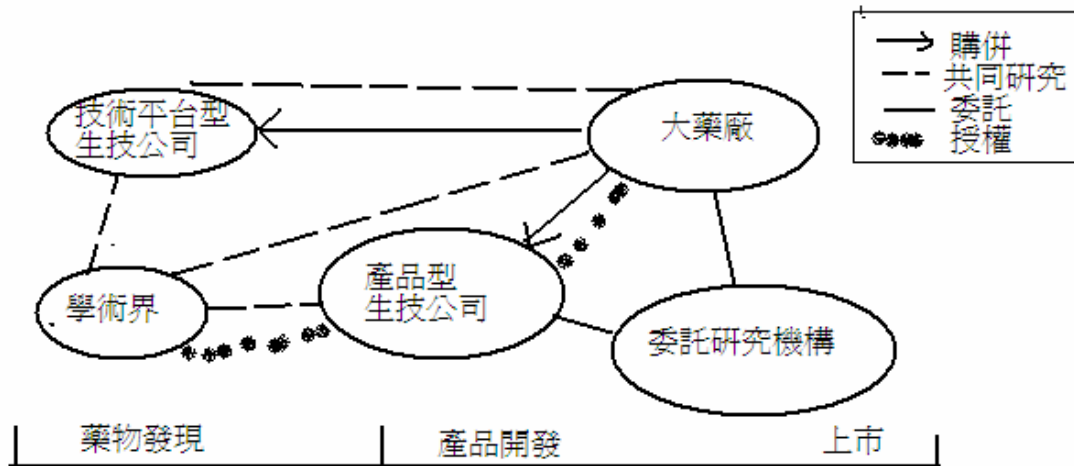 購併
共同研究
委託
授權
技術平台型
生技公司
大藥廠
學術界
產品型
生技公司
委託研究機構
藥物發現
產品開發
上市